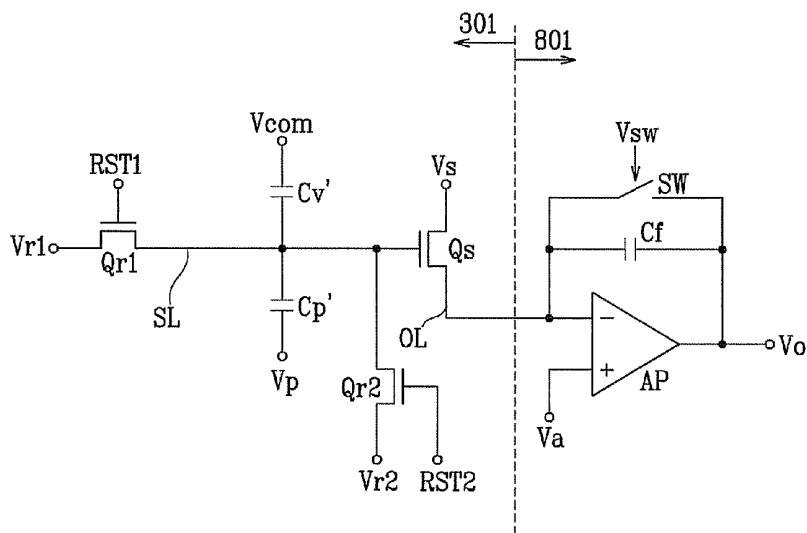 301
801
Vcom
Vs
Vsw
RST1
Cv'
SW
Vr1
Qr1
Qs
Cf
SL
Cp'
OL
Vp
Qr2
AP
Vo
Va
Vr2
RST2
−
+